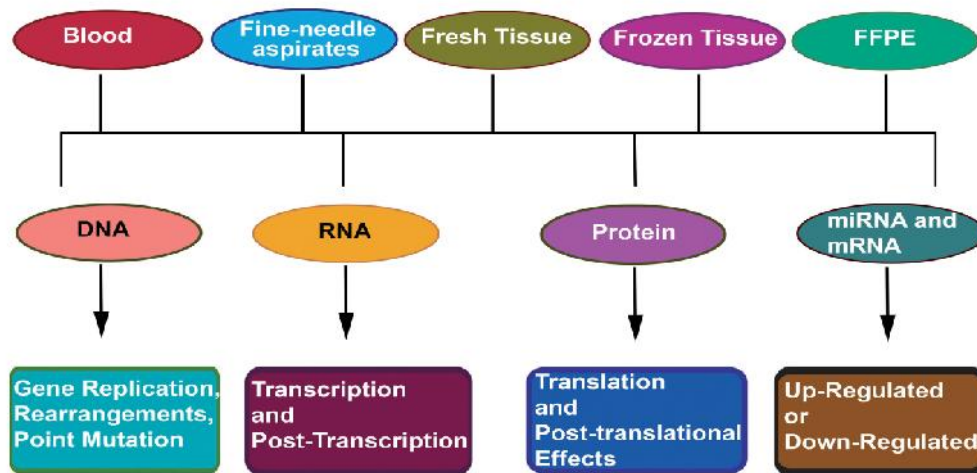 Blood
Fine-needle
aspirates
Fresh Tissue
Frozen Tissue
FFPE
DNA
RNA
Protein
miRNA and
mRNA
Gene Replication,
Rearrangements,
Point Mutation
Transcription
and
Post-Transcription
Translation
and
Post-translational
Effects
Up-Regulated
or
Down-Regulated